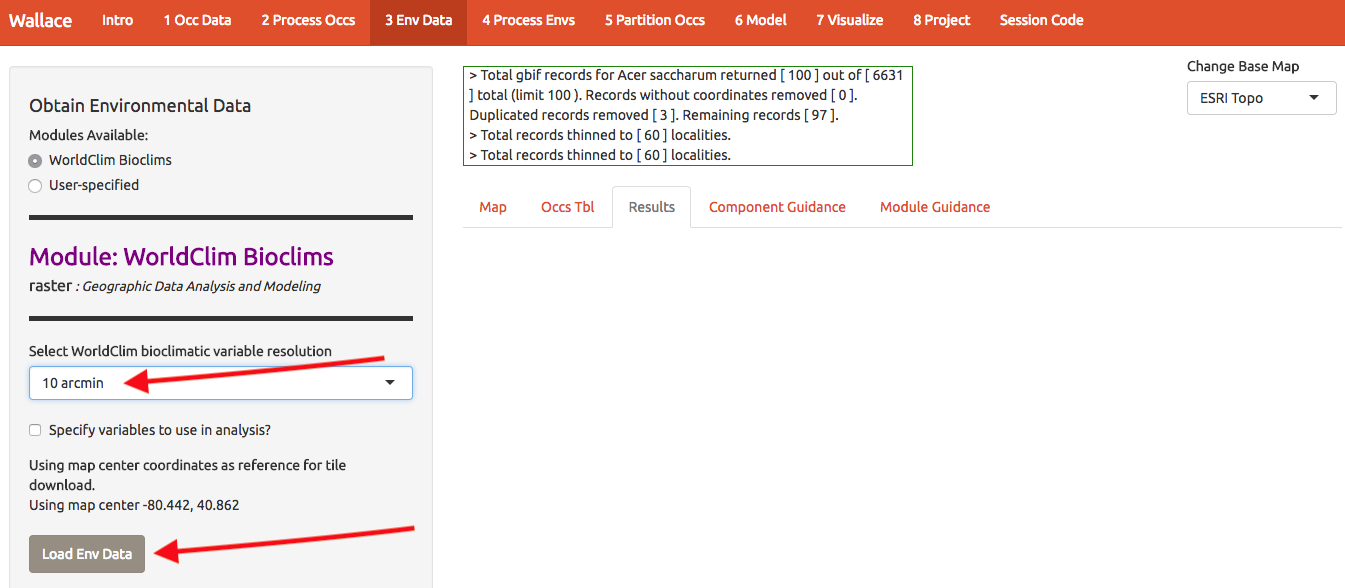 Wallace Intro 1 Occ Data 2 Process Occs 3 Env Data 4 Process Envs 5 Partition Occs 6 Model 7 Visualize 8 Project Session Code
Obtain Environmental Data
Modules Available:
WorldClim Bioclims
User-specified
Module: WorldClim Bioclims
raster : Geographic Data Analysis and Modeling
Select WorldClim bioclimatic variable resolution
10 arcmin
Specify variables to use in analysis?
Using map center coordinates as reference for tile
download.
Using map center -80.442, 40.862
Load Env Data
> Total gbif records for Acer saccharum returned [ 100 ] out of [ 6631
] total (limit 100 ). Records without coordinates removed [ 0 ].
Duplicated records removed [ 3 ]. Remaining records [ 97 ].
> Total records thinned to [ 60 ] localities.
> Total records thinned to [ 60 ] localities.
Change Base Map
ESRI Topo
Map Occs Tbl Results Component Guidance Module Guidance